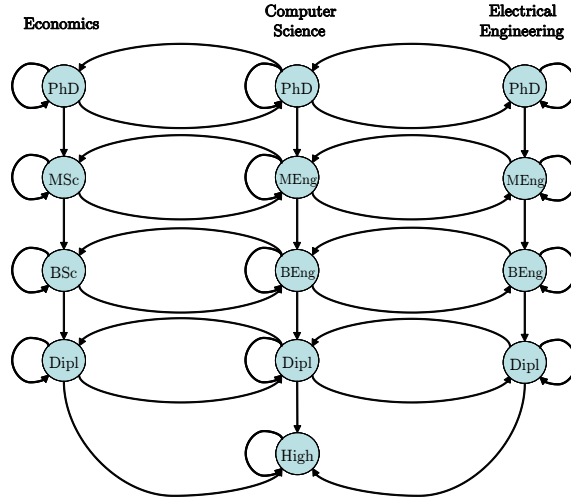 Economics
Computer
Science
Electrical
Engineering
PhD
PhD
PhD
MSc
MEng
MEng
BSc
BEng
BEng
Dipl
Dipl
Dipl
High